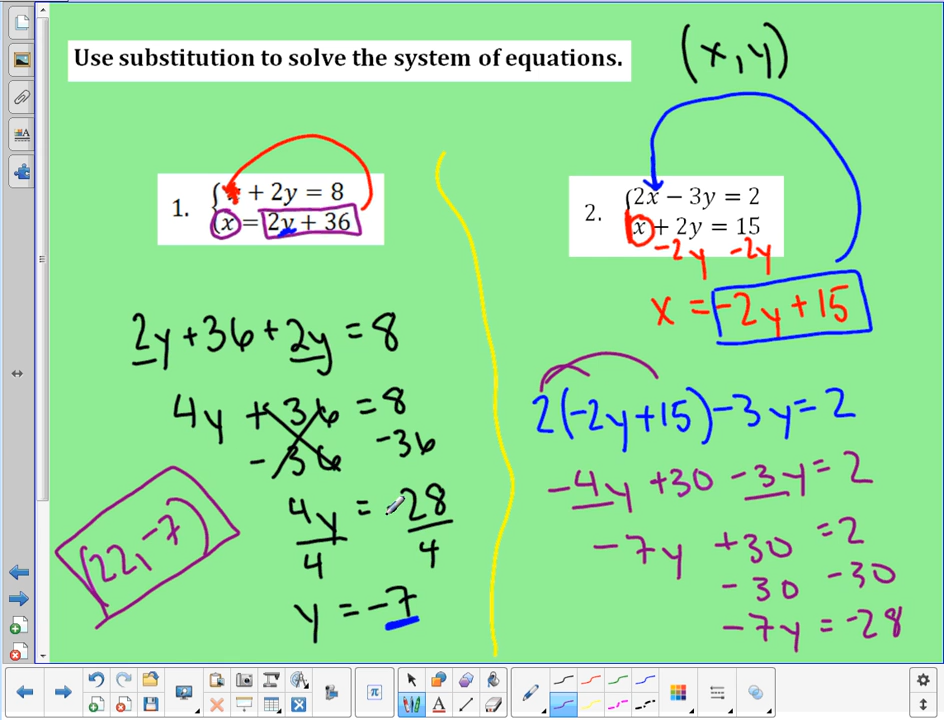 Use substitution to solve the system of equations.
(x, y)
1. { x + 2y = 8
x = 2y + 36
2y + 36 + 2y = 8
4y + 36 = 8
- 36 -36
4y = -28
4 4
y = -7
(22, -7)
2. { 2x − 3y = 2
x + 2y = 15
-2y -2y
x = -2y + 15
2(-2y + 15) - 3y = 2
-4y + 30 - 3y = 2
-7y + 30 = 2
- 30 - 30
-7y = -28